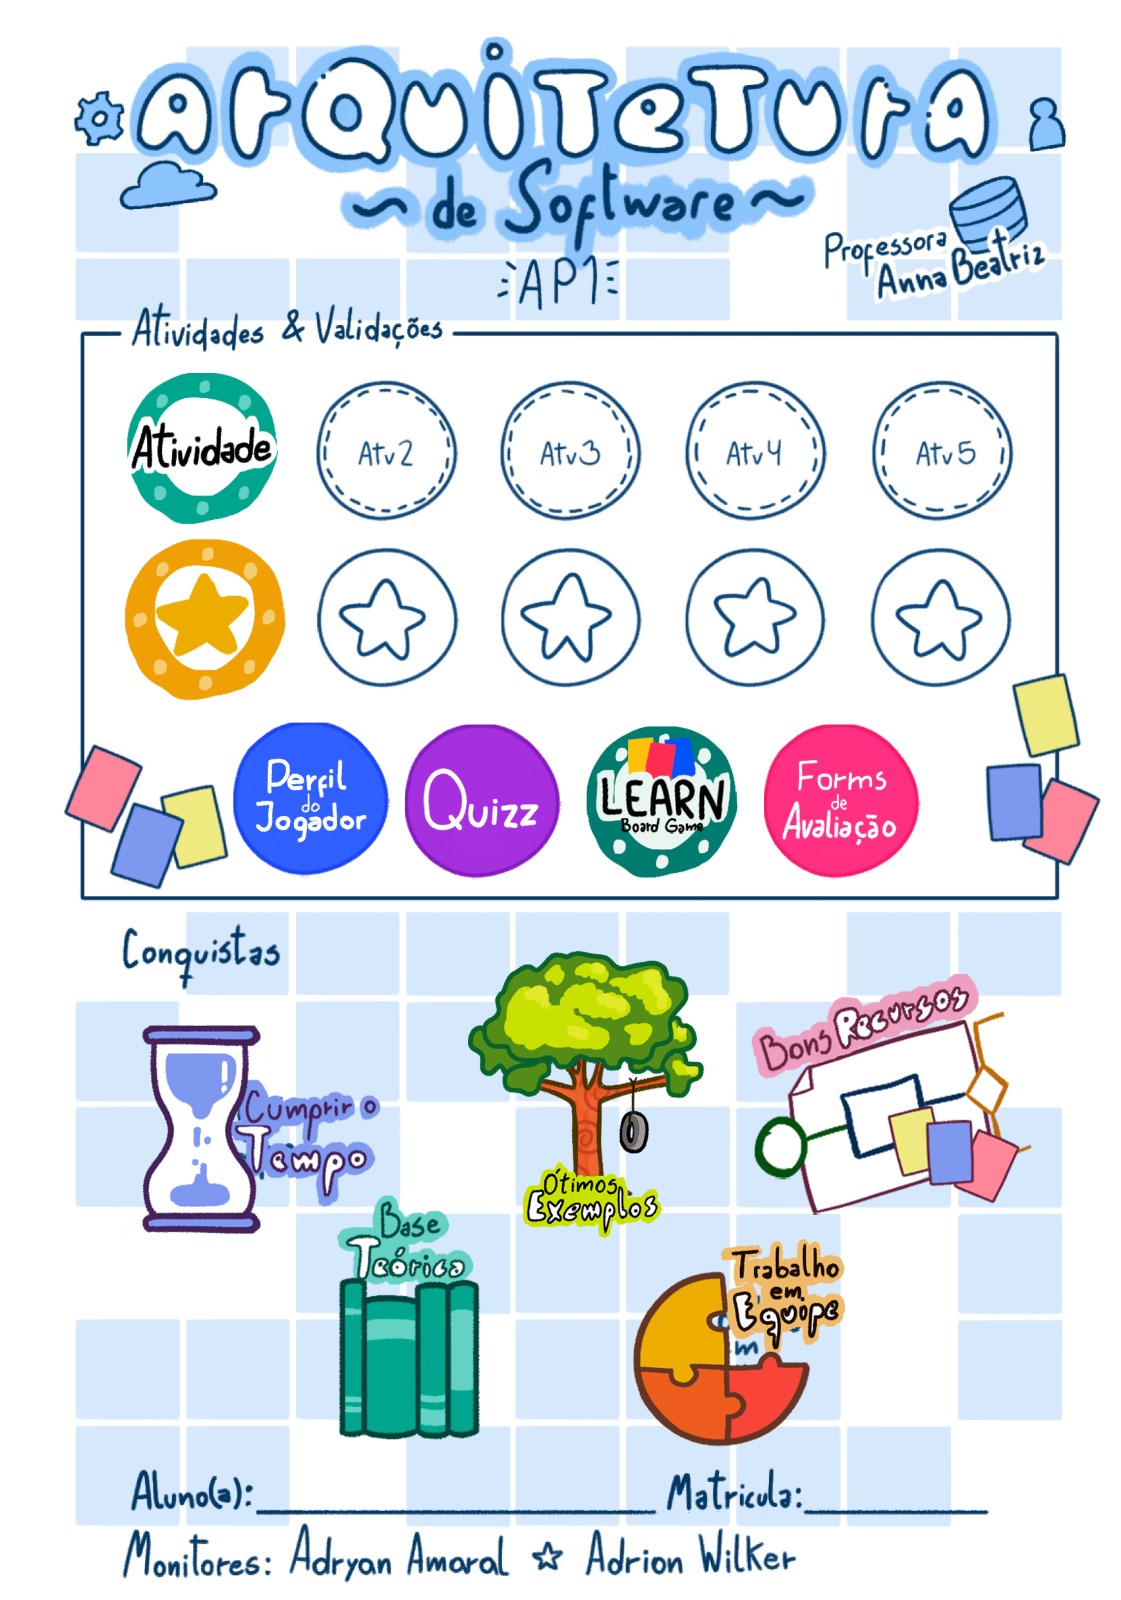 ArQuiTeTurA
~ de Software ~
AP1
Professora
Anna Beatriz
Atividades & Validações
Atividade
Atv2
Atv3
Atv4
Atv5
Perfil
do
Jogador
Quizz
LEARN
Board Game
Forms
de
Avaliação
Conquistas
Cumprir o
Tempo
Ótimos
Exemplos
Bons Recursos
Base
Teórica
Trabalho
em
Equipe
m
Aluno(a):____ Matricula:____
Monitores: Adryan Amaral ☆ Adrion Wilker